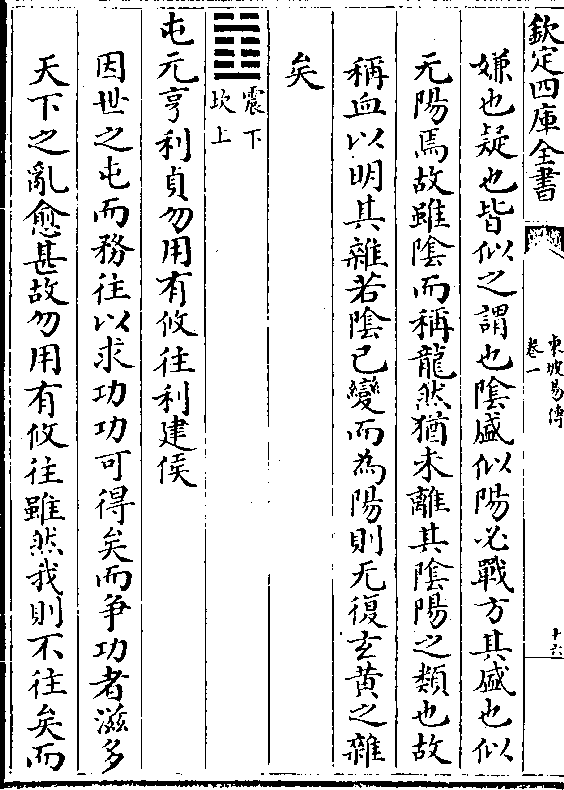 欽定四庫全書
東坡易傳
卷一
十六
嫌也疑也皆似之謂也陰盛似陽必戰方其盛也似
无陽焉故雖陰而稱龍然猶未離其陰陽之類也故
稱血以明其雜若陰已變而為陽則无復玄黄之雜
矣
震下
坎上
屯元亨利貞勿用有攸往利建侯
因世之屯而務往以求功功可得矣而争功者滋多
天下之亂愈甚故勿用有攸往雖然我則不往矣而